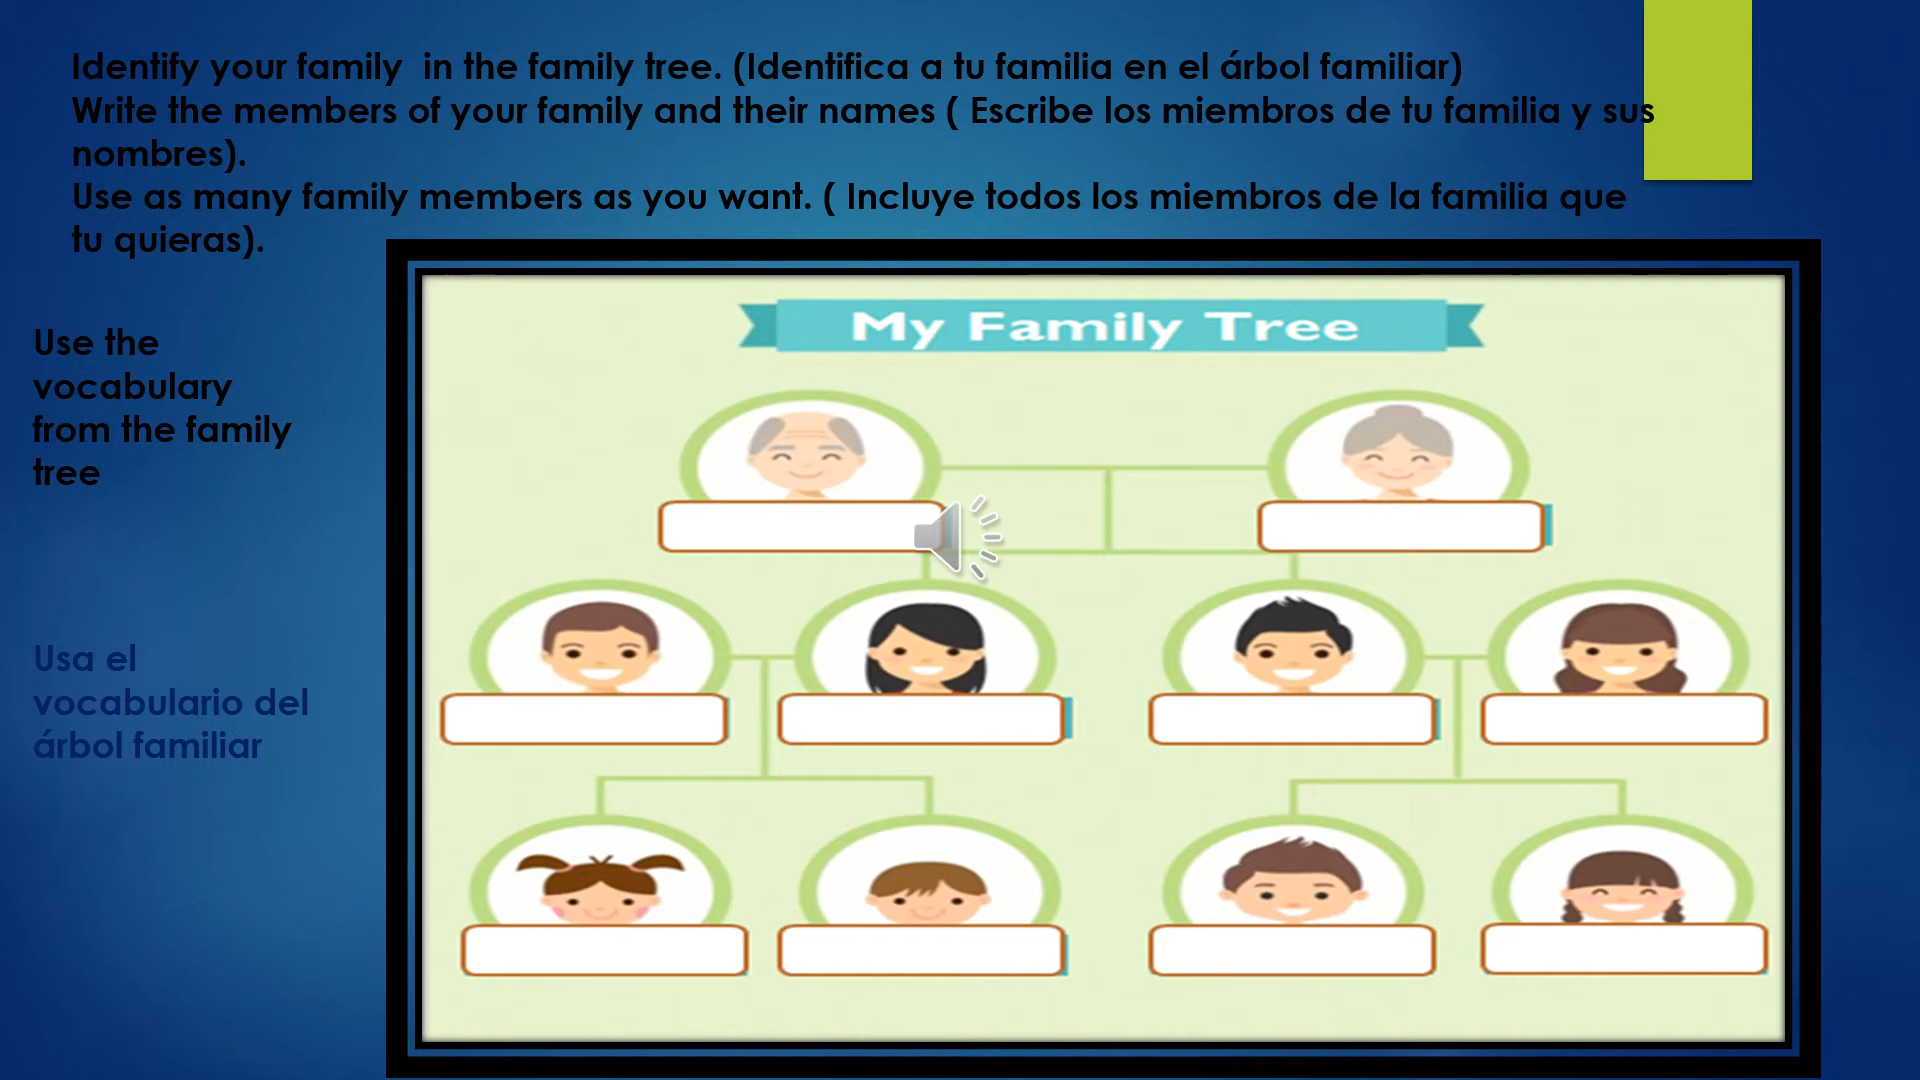 Identify your family  in the family tree. (Identifica a tu familia en el árbol familiar)
Write the members of your family and their names ( Escribe los miembros de tu familia y sus
nombres).
Use as many family members as you want. ( Incluye todos los miembros de la familia que
tu quieras).
Use the
vocabulary
from the family
tree
Usa el
vocabulario del
árbol familiar
My Family Tree